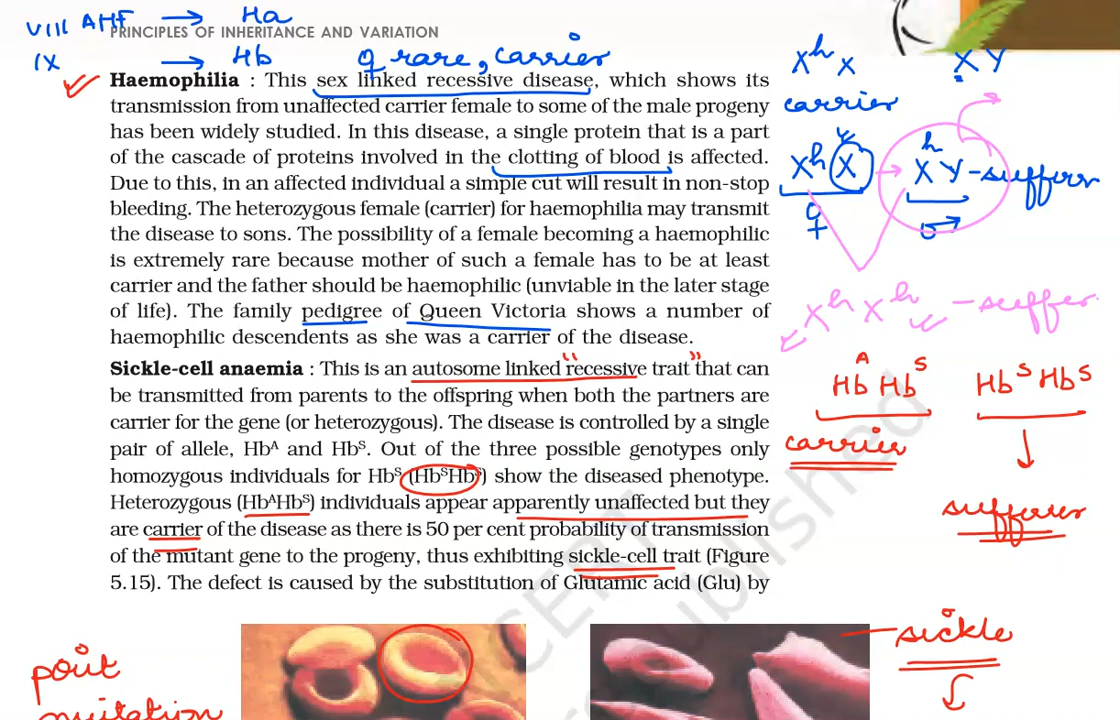 VIII AHF → Ha
PRINCIPLES OF INHERITANCE AND VARIATION
IX → Hb ♀ rare, carrier
Haemophilia : This sex linked recessive disease, which shows its
transmission from unaffected carrier female to some of the male progeny
has been widely studied. In this disease, a single protein that is a part
of the cascade of proteins involved in the clotting of blood is affected.
Due to this, in an affected individual a simple cut will result in non-stop
bleeding. The heterozygous female (carrier) for haemophilia may transmit
the disease to sons. The possibility of a female becoming a haemophilic
is extremely rare because mother of such a female has to be at least
carrier and the father should be haemophilic (unviable in the later stage
of life). The family pedigree of Queen Victoria shows a number of
haemophilic descendents as she was a carrier of the disease.
XʰX XY
carrier
XʰX → XʰY - suffers
♀ ♂
XʰXʰ - suffer
Sickle-cell anaemia : This is an autosome linked "recessive trait" that can
be transmitted from parents to the offspring when both the partners are
carrier for the gene (or heterozygous). The disease is controlled by a single
pair of allele, Hbᴬ and Hbˢ. Out of the three possible genotypes only
homozygous individuals for Hbˢ (HbˢHbˢ) show the diseased phenotype.
Heterozygous (HbᴬHbˢ) individuals appear apparently unaffected but they
are carrier of the disease as there is 50 per cent probability of transmission
of the mutant gene to the progeny, thus exhibiting sickle-cell trait (Figure
5.15). The defect is caused by the substitution of Glutamic acid (Glu) by
HbᴬHbˢ HbˢHbˢ
carrier
sufferer
sickle
point
mutation